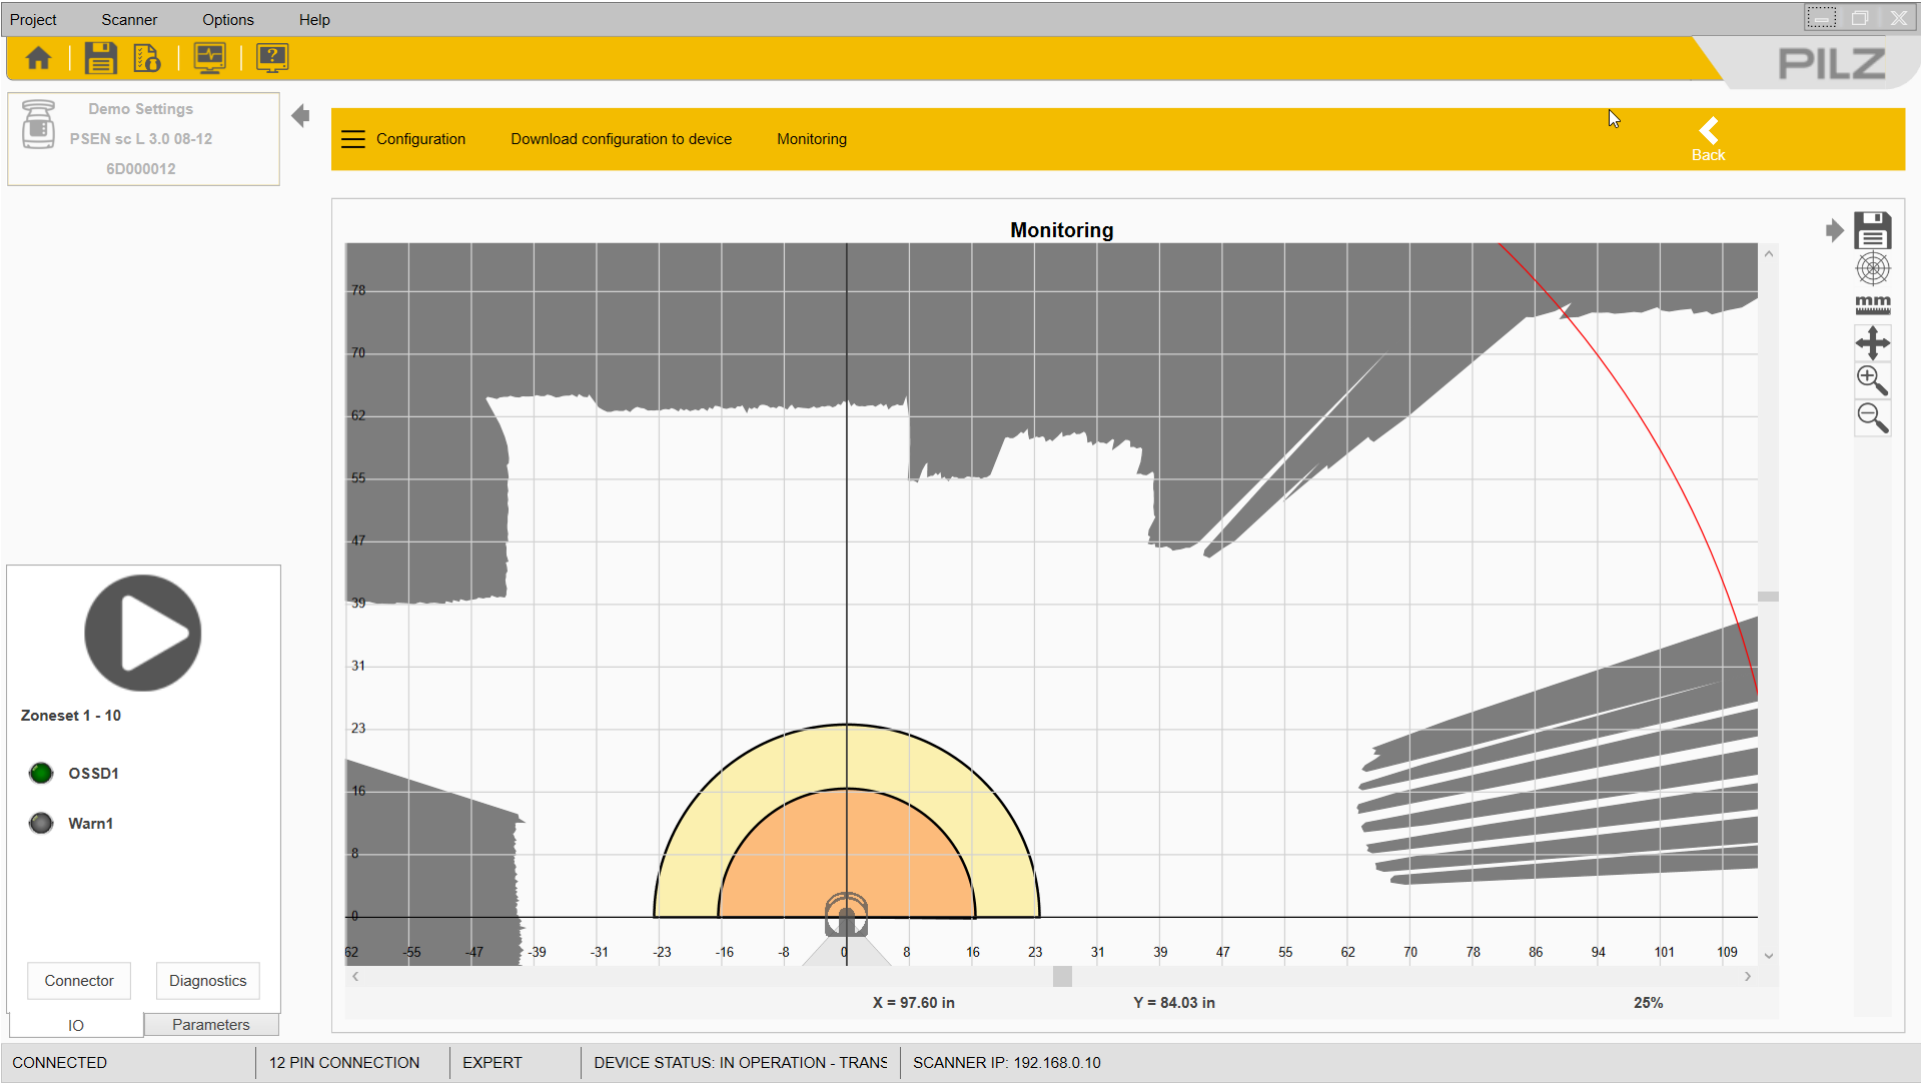 Project Scanner Options Help
PILZ
Demo Settings
PSEN sc L 3.0 08-12
6D000012
Configuration Download configuration to device Monitoring
Back
Monitoring
mm
78
70
62
55
47
39
31
23
16
8
0
62 -55 -47 -39 -31 -23 -16 -8 0 8 16 23 31 39 47 55 62 70 78 86 94 101 109
X = 97.60 in Y = 84.03 in 25%
Zoneset 1 - 10
OSSD1
Warn1
Connector Diagnostics
IO Parameters
CONNECTED 12 PIN CONNECTION EXPERT DEVICE STATUS: IN OPERATION - TRANS SCANNER IP: 192.168.0.10